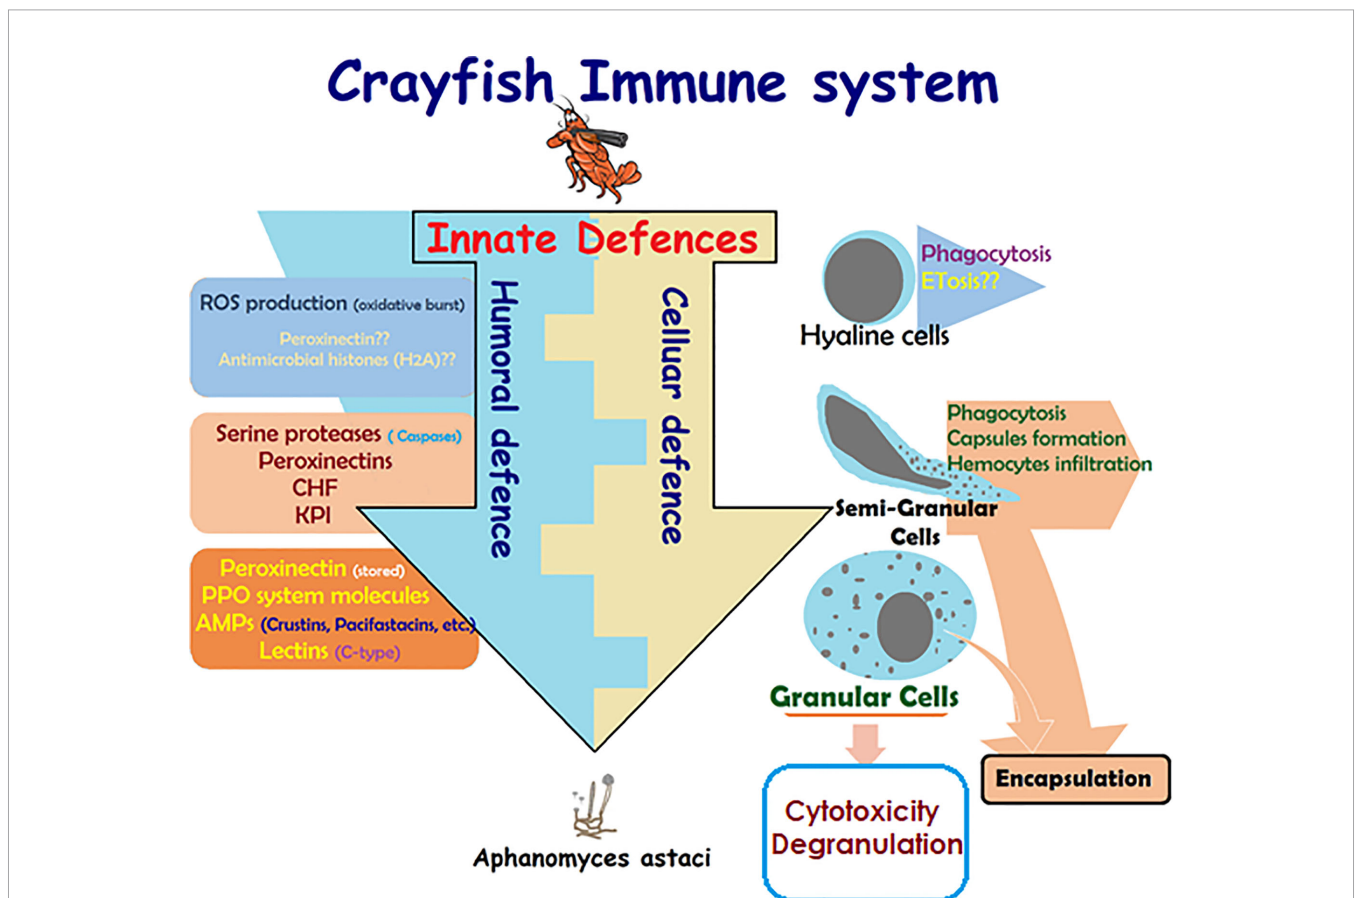 Crayfish Immune system
Innate Defences
Humoral defence
Celluar defence
ROS production (oxidative burst)
Peroxinectin??
Antimicrobial histones (H2A)??
Serine proteases ( Caspases)
Peroxinectins
CHF
KPI
Peroxinectin (stored)
PPO system molecules
AMPs (Crustins, Pacifastacins, etc.)
Lectins (C-type)
Aphanomyces astaci
Phagocytosis
ETosis??
Hyaline cells
Phagocytosis
Capsules formation
Hemocytes infiltration
Semi-Granular
Cells
Granular Cells
Encapsulation
Cytotoxicity
Degranulation